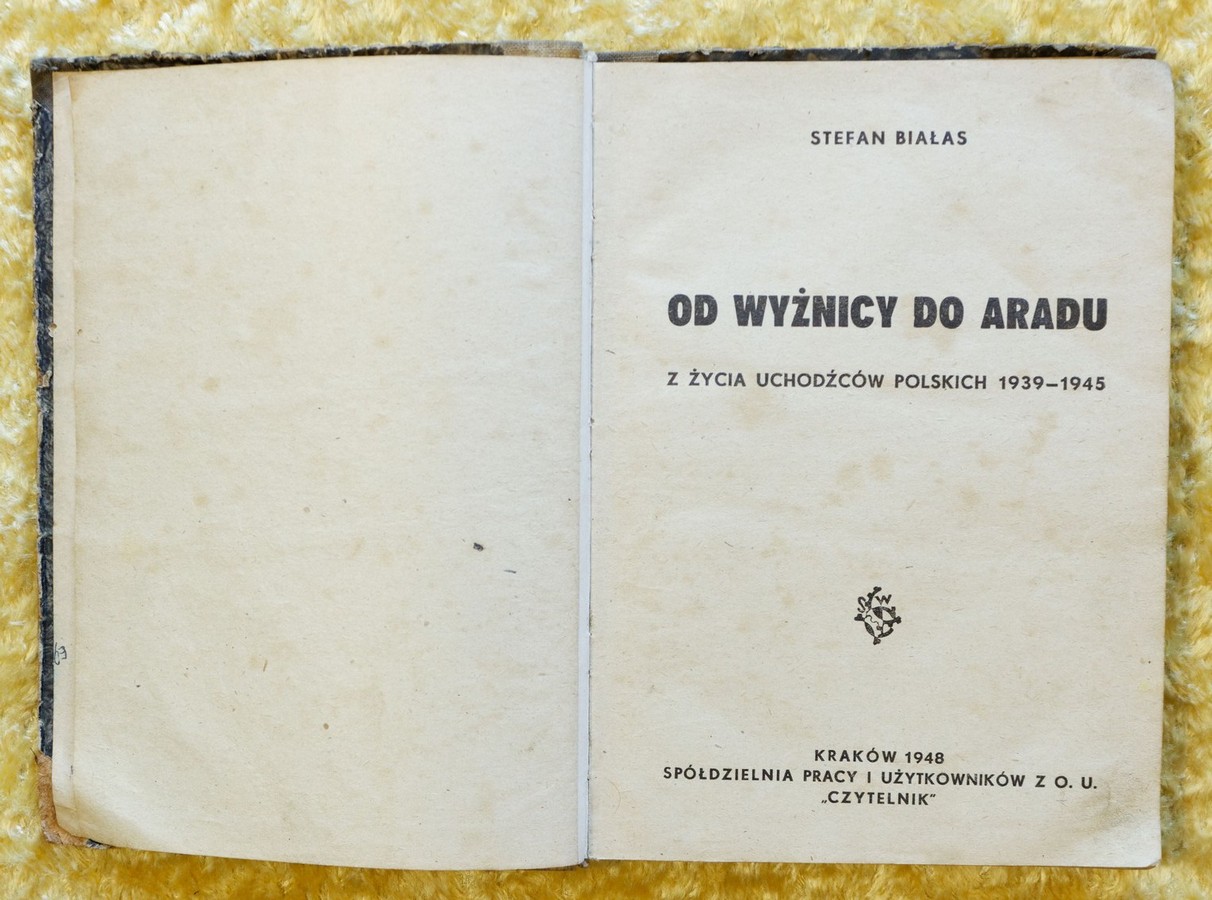 STEFAN BIAŁAS
OD WYŻNICY DO ARADU
Z ŻYCIA UCHODŹCÓW POLSKICH 1939–1945
KRAKÓW 1948
SPÓŁDZIELNIA PRACY I UŻYTKOWNIKÓW Z O. U.
„CZYTELNIK"